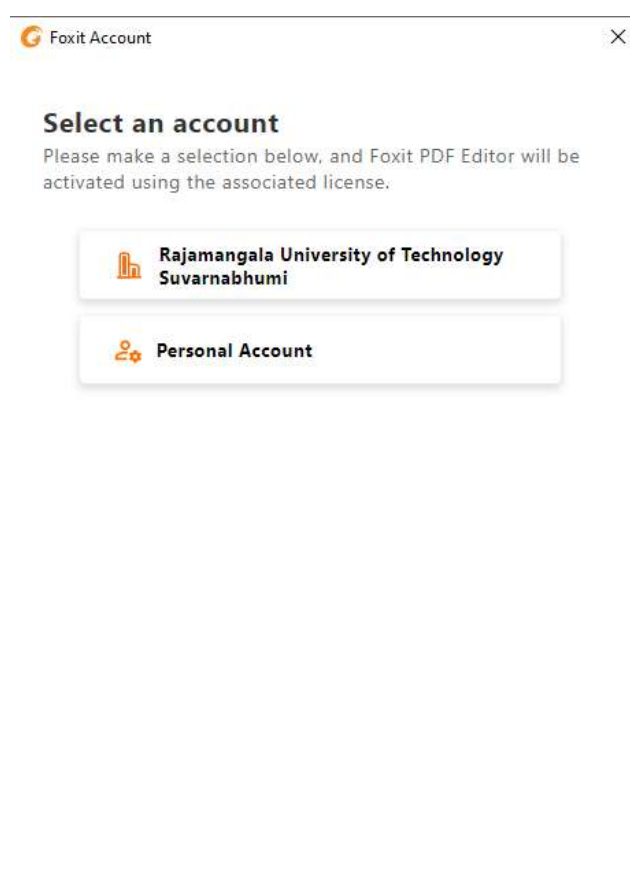 Foxit Account
Select an account
Please make a selection below, and Foxit PDF Editor will be
activated using the associated license.
Rajamangala University of Technology
Suvarnabhumi
Personal Account